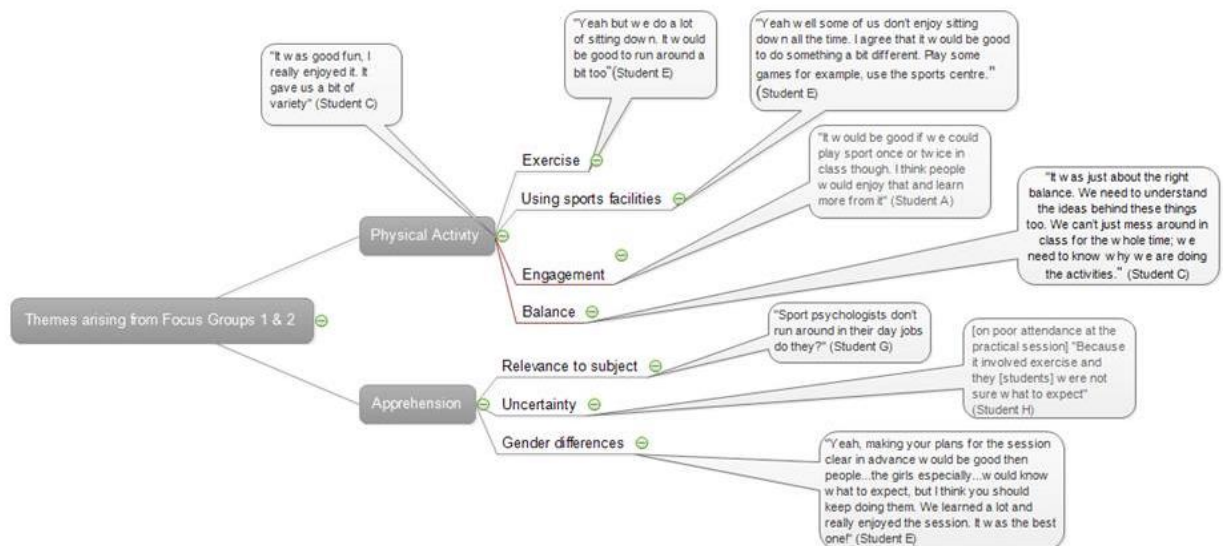 "It was good fun, I
really enjoyed it. It
gave us a bit of
variety" (Student C)
"Yeah but we do a lot
of sitting down. It would
be good to run around a
bit too"(Student E)
"Yeah well some of us don't enjoy sitting
down all the time. I agree that it would be good
to do something a bit different. Play some
games for example, use the sports centre."
(Student E)
Exercise
Using sports facilities
"It would be good if we could
play sport once or twice in
class though. I think people
would enjoy that and learn
more from it" (Student A)
"It was just about the right
balance. We need to understand
the ideas behind these things
too. We can't just mess around in
class for the whole time; we
need to know why we are doing
the activities." (Student C)
Physical Activity
Engagement
Balance
Themes arising from Focus Groups 1 & 2
"Sport psychologists don't
run around in their day jobs
do they?" (Student G)
[on poor attendance at the
practical session] "Because
it involved exercise and
they [students] were not
sure what to expect"
(Student H)
Relevance to subject
Apprehension
Uncertainty
Gender differences
"Yeah, making your plans for the session
clear in advance would be good then
people...the girls especially...would know
what to expect, but I think you should
keep doing them. We learned a lot and
really enjoyed the session. It was the best
one!" (Student E)